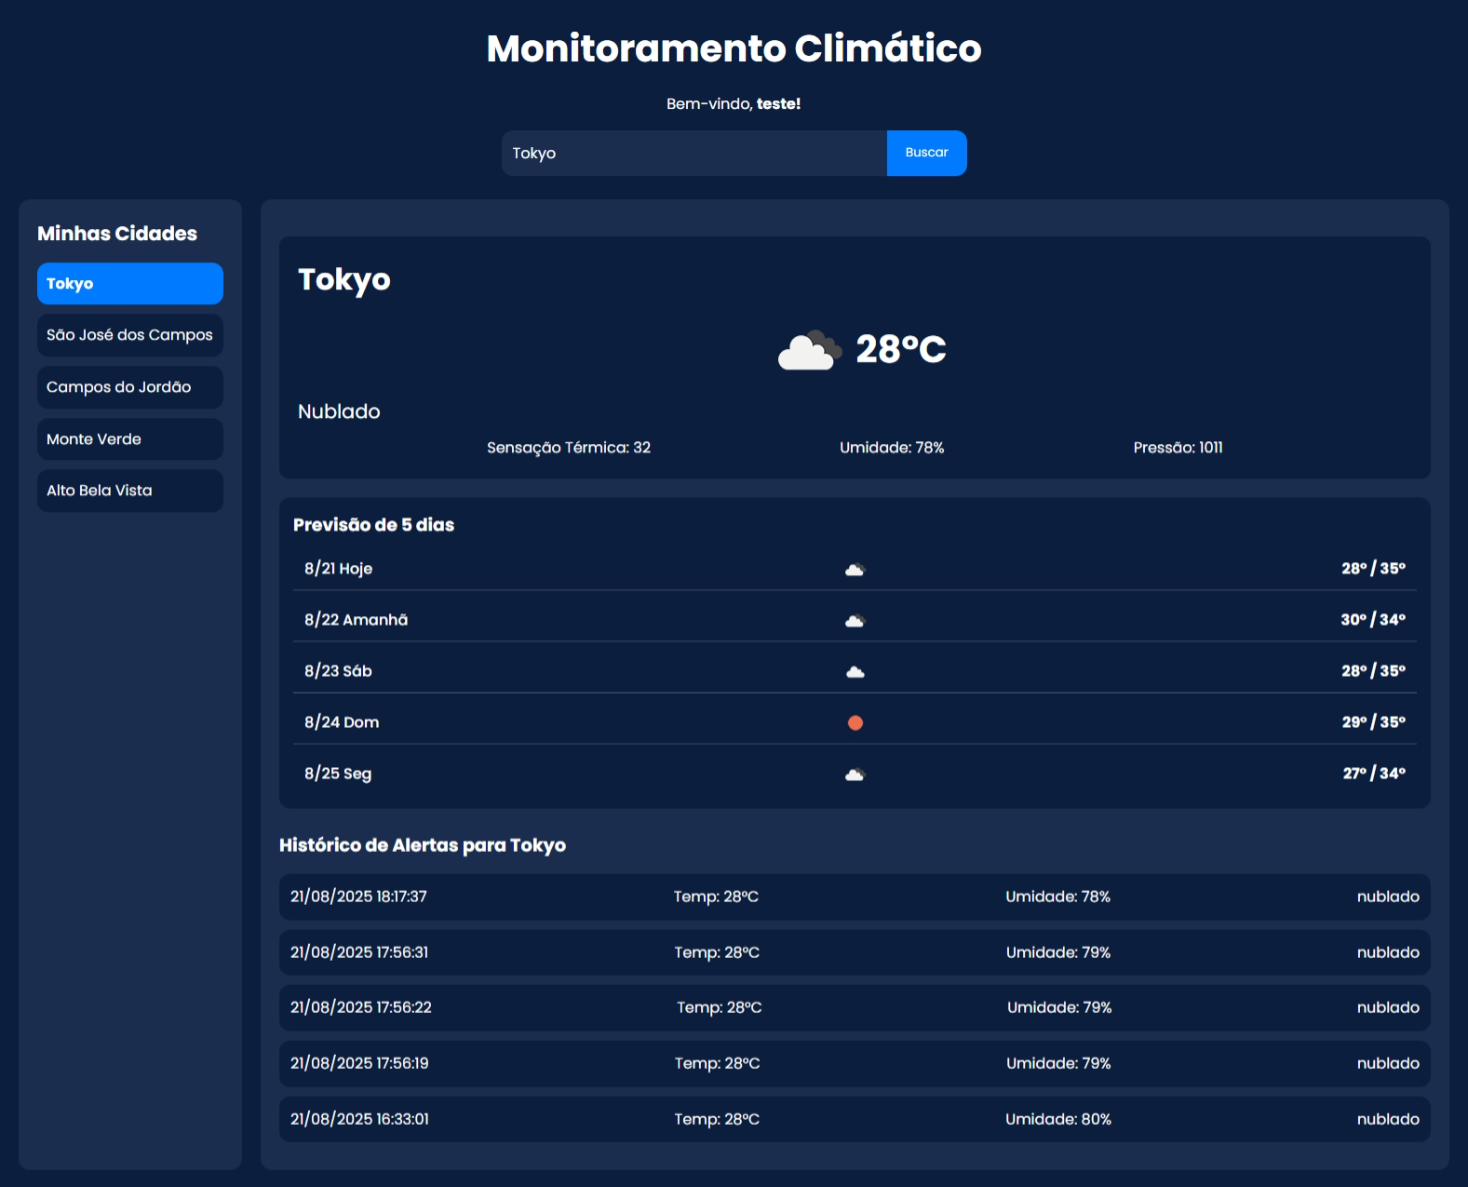 Monitoramento Climático
Bem-vindo, teste!
Tokyo
Buscar
Minhas Cidades
Tokyo
São José dos Campos
Campos do Jordão
Monte Verde
Alto Bela Vista
Tokyo
28°C
Nublado
Sensação Térmica: 32 Umidade: 78% Pressão: 1011
Previsão de 5 dias
8/21 Hoje 28° / 35°
8/22 Amanhã 30° / 34°
8/23 Sáb 28° / 35°
8/24 Dom 29° / 35°
8/25 Seg 27° / 34°
Histórico de Alertas para Tokyo
21/08/2025 18:17:37 Temp: 28°C Umidade: 78% nublado
21/08/2025 17:56:31 Temp: 28°C Umidade: 79% nublado
21/08/2025 17:56:22 Temp: 28°C Umidade: 79% nublado
21/08/2025 17:56:19 Temp: 28°C Umidade: 79% nublado
21/08/2025 16:33:01 Temp: 28°C Umidade: 80% nublado